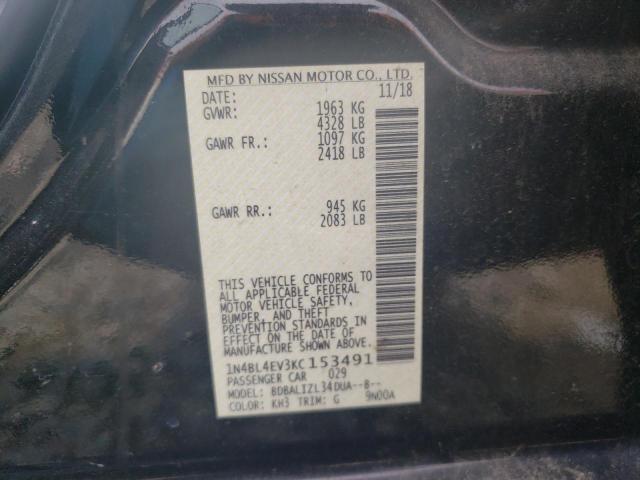 MFD BY NISSAN MOTOR CO., LTD.
DATE: 11/18
GVWR: 1963 KG
4328 LB
GAWR FR.: 1097 KG
2418 LB
GAWR RR.: 945 KG
2083 LB
THIS VEHICLE CONFORMS TO
ALL APPLICABLE FEDERAL
MOTOR VEHICLE SAFETY,
BUMPER, AND THEFT
PREVENTION STANDARDS IN
EFFECT ON THE DATE OF
MANUFACTURE SHOWN ABOVE.
1N4BL4EV3KC153491
PASSENGER CAR 029
MODEL: BDBALIZL34DUA--B--
COLOR: KH3 TRIM: G 9N00A